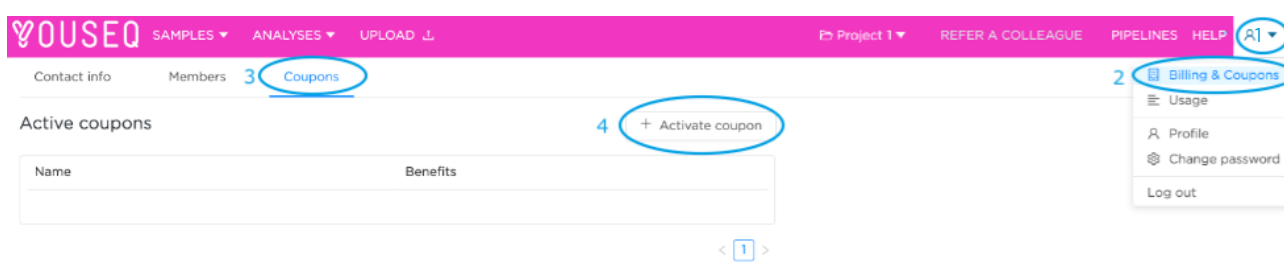 YOUSEQ SAMPLES ANALYSES UPLOAD Project 1 REFER A COLLEAGUE PIPELINES HELP 1
Contact info Members 3 Coupons 2 Billing & Coupons
Usage
Active coupons 4 + Activate coupon
Profile
Change password
Name Benefits
Log out
< 1 >